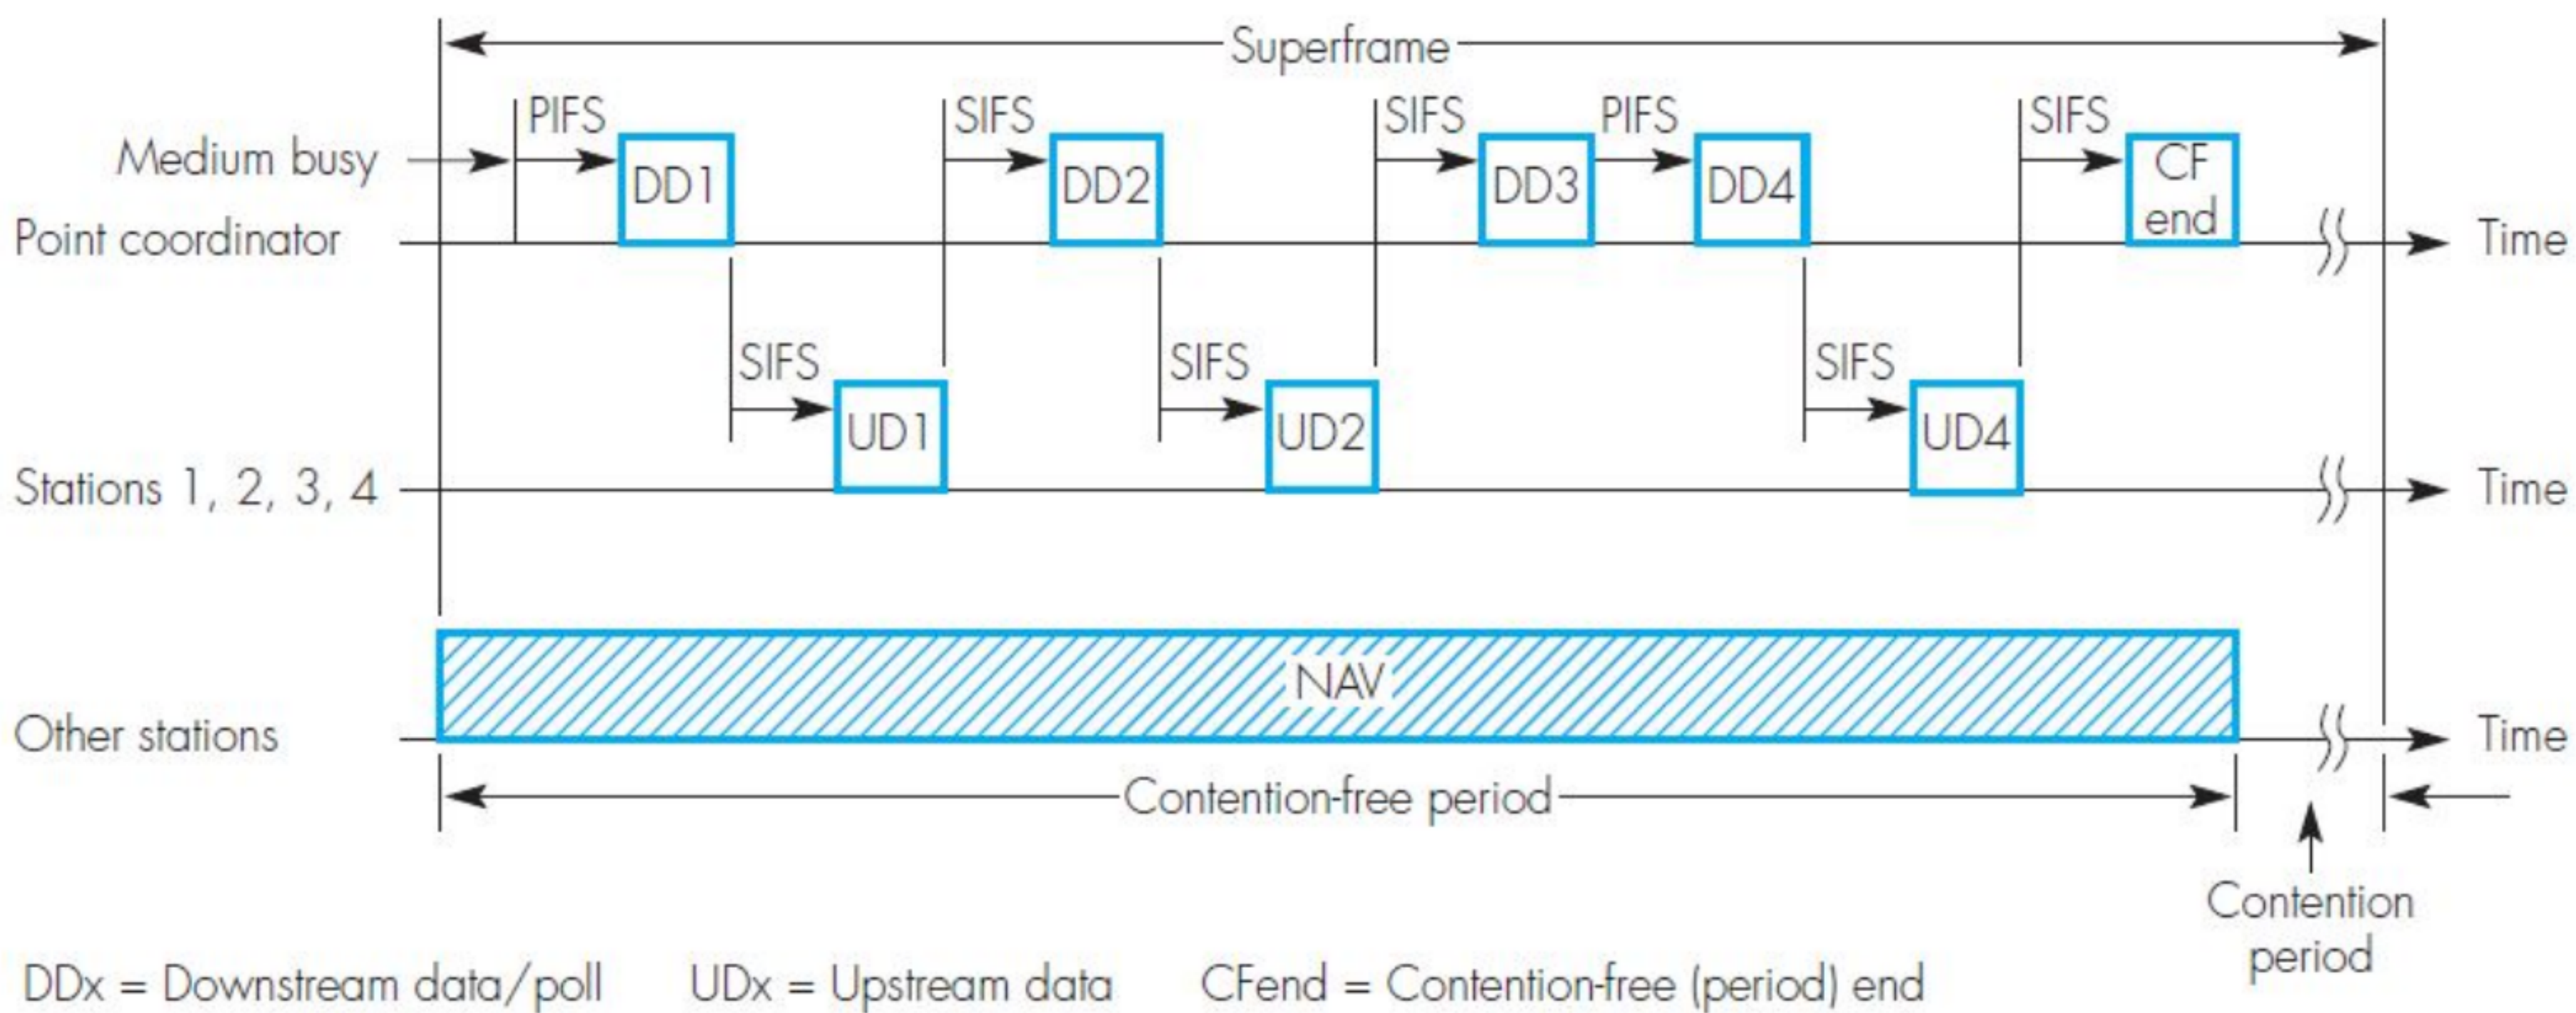 Superframe
PIFS SIFS SIFS PIFS SIFS
Medium busy
DD1 DD2 DD3 DD4 CF end
Point coordinator
Time
SIFS SIFS SIFS
UD1 UD2 UD4
Stations 1, 2, 3, 4
Time
NAV
Other stations
Time
Contention-free period
Contention
period
DDx = Downstream data/poll UDx = Upstream data CFend = Contention-free (period) end